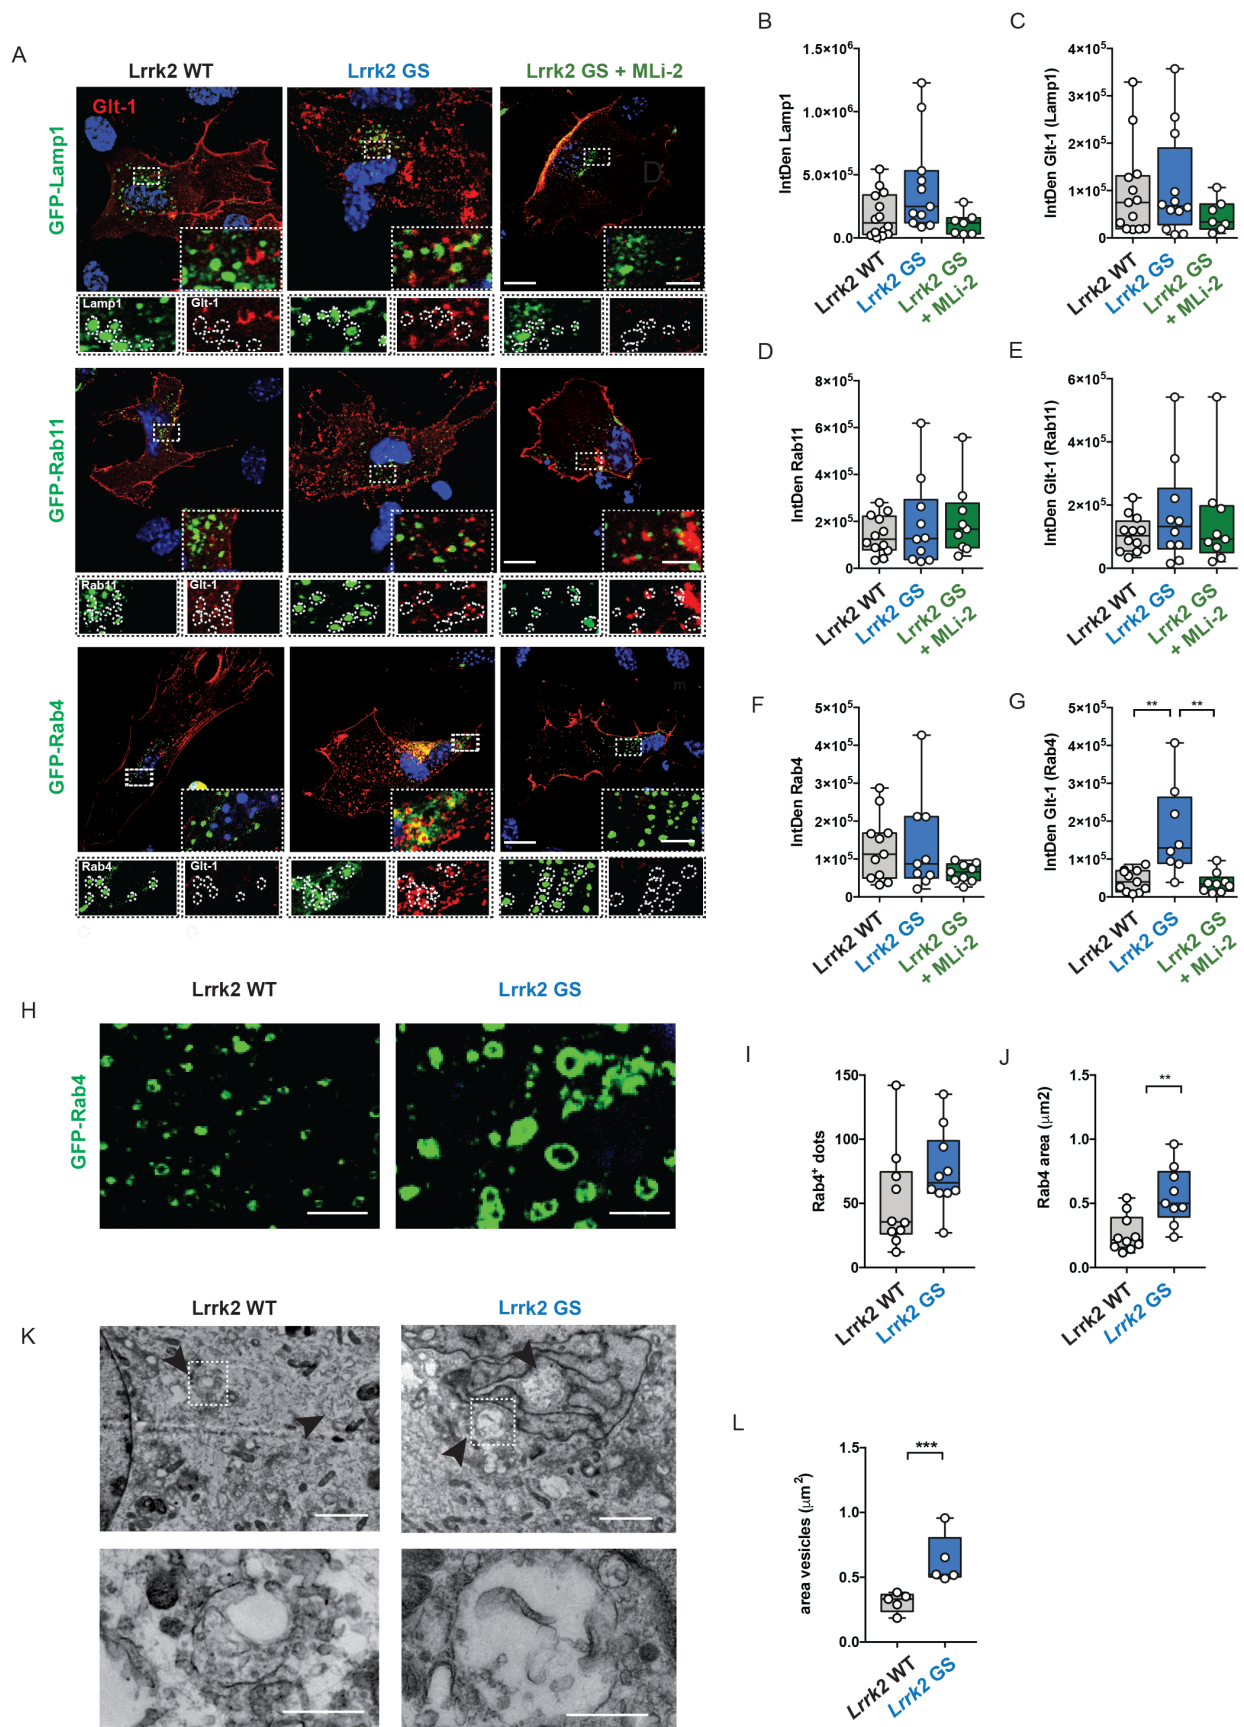 A
Lrrk2 WT
Lrrk2 GS
Lrrk2 GS + MLi-2
GFP-Lamp1
Glt-1
D
Lamp1
Glt-1
GFP-Rab11
Rab11
Glt-1
GFP-Rab4
m
Rab4
Glt-1
B
IntDen Lamp1
1.5×10⁶
1.0×10⁶
5.0×10⁵
0.0
Lrrk2 WT
Lrrk2 GS
Lrrk2 GS
+ MLi-2
C
IntDen Glt-1 (Lamp1)
4×10⁵
3×10⁵
2×10⁵
1×10⁵
0
Lrrk2 WT
Lrrk2 GS
Lrrk2 GS
+ MLi-2
D
IntDen Rab11
8×10⁵
6×10⁵
4×10⁵
2×10⁵
0
Lrrk2 WT
Lrrk2 GS
Lrrk2 GS
+ MLi-2
E
IntDen Glt-1 (Rab11)
6×10⁵
4×10⁵
2×10⁵
0
Lrrk2 WT
Lrrk2 GS
Lrrk2 GS
+ MLi-2
F
IntDen Rab4
5×10⁵
4×10⁵
3×10⁵
2×10⁵
1×10⁵
0
Lrrk2 WT
Lrrk2 GS
Lrrk2 GS
+ MLi-2
G
IntDen Glt-1 (Rab4)
5×10⁵
4×10⁵
3×10⁵
2×10⁵
1×10⁵
0
** **
Lrrk2 WT
Lrrk2 GS
Lrrk2 GS
+ MLi-2
H
Lrrk2 WT
Lrrk2 GS
GFP-Rab4
I
Rab4⁺ dots
150
100
50
0
Lrrk2 WT
Lrrk2 GS
J
Rab4 area (μm2)
1.5
1.0
0.5
0.0
**
Lrrk2 WT
Lrrk2 GS
K
Lrrk2 WT
Lrrk2 GS
L
area vesicles (μm²)
1.5
1.0
0.5
0.0
***
Lrrk2 WT
Lrrk2 GS